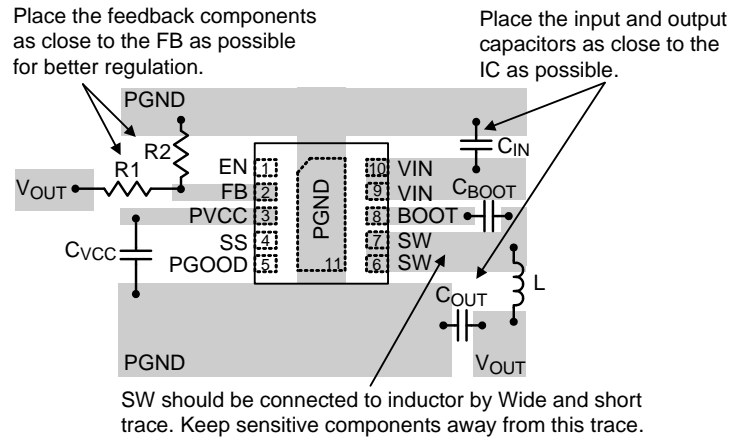 Place the feedback components
as close to the FB as possible
for better regulation.
Place the input and output
capacitors as close to the
IC as possible.
PGND
R2
R1
VOUT
CIN
EN 1
FB 2
PVCC 3
SS 4
PGOOD 5
PGND
11
10 VIN
9 VIN
8 BOOT
7 SW
6 SW
CBOOT
CVCC
COUT
L
PGND
VOUT
SW should be connected to inductor by Wide and short
trace. Keep sensitive components away from this trace.